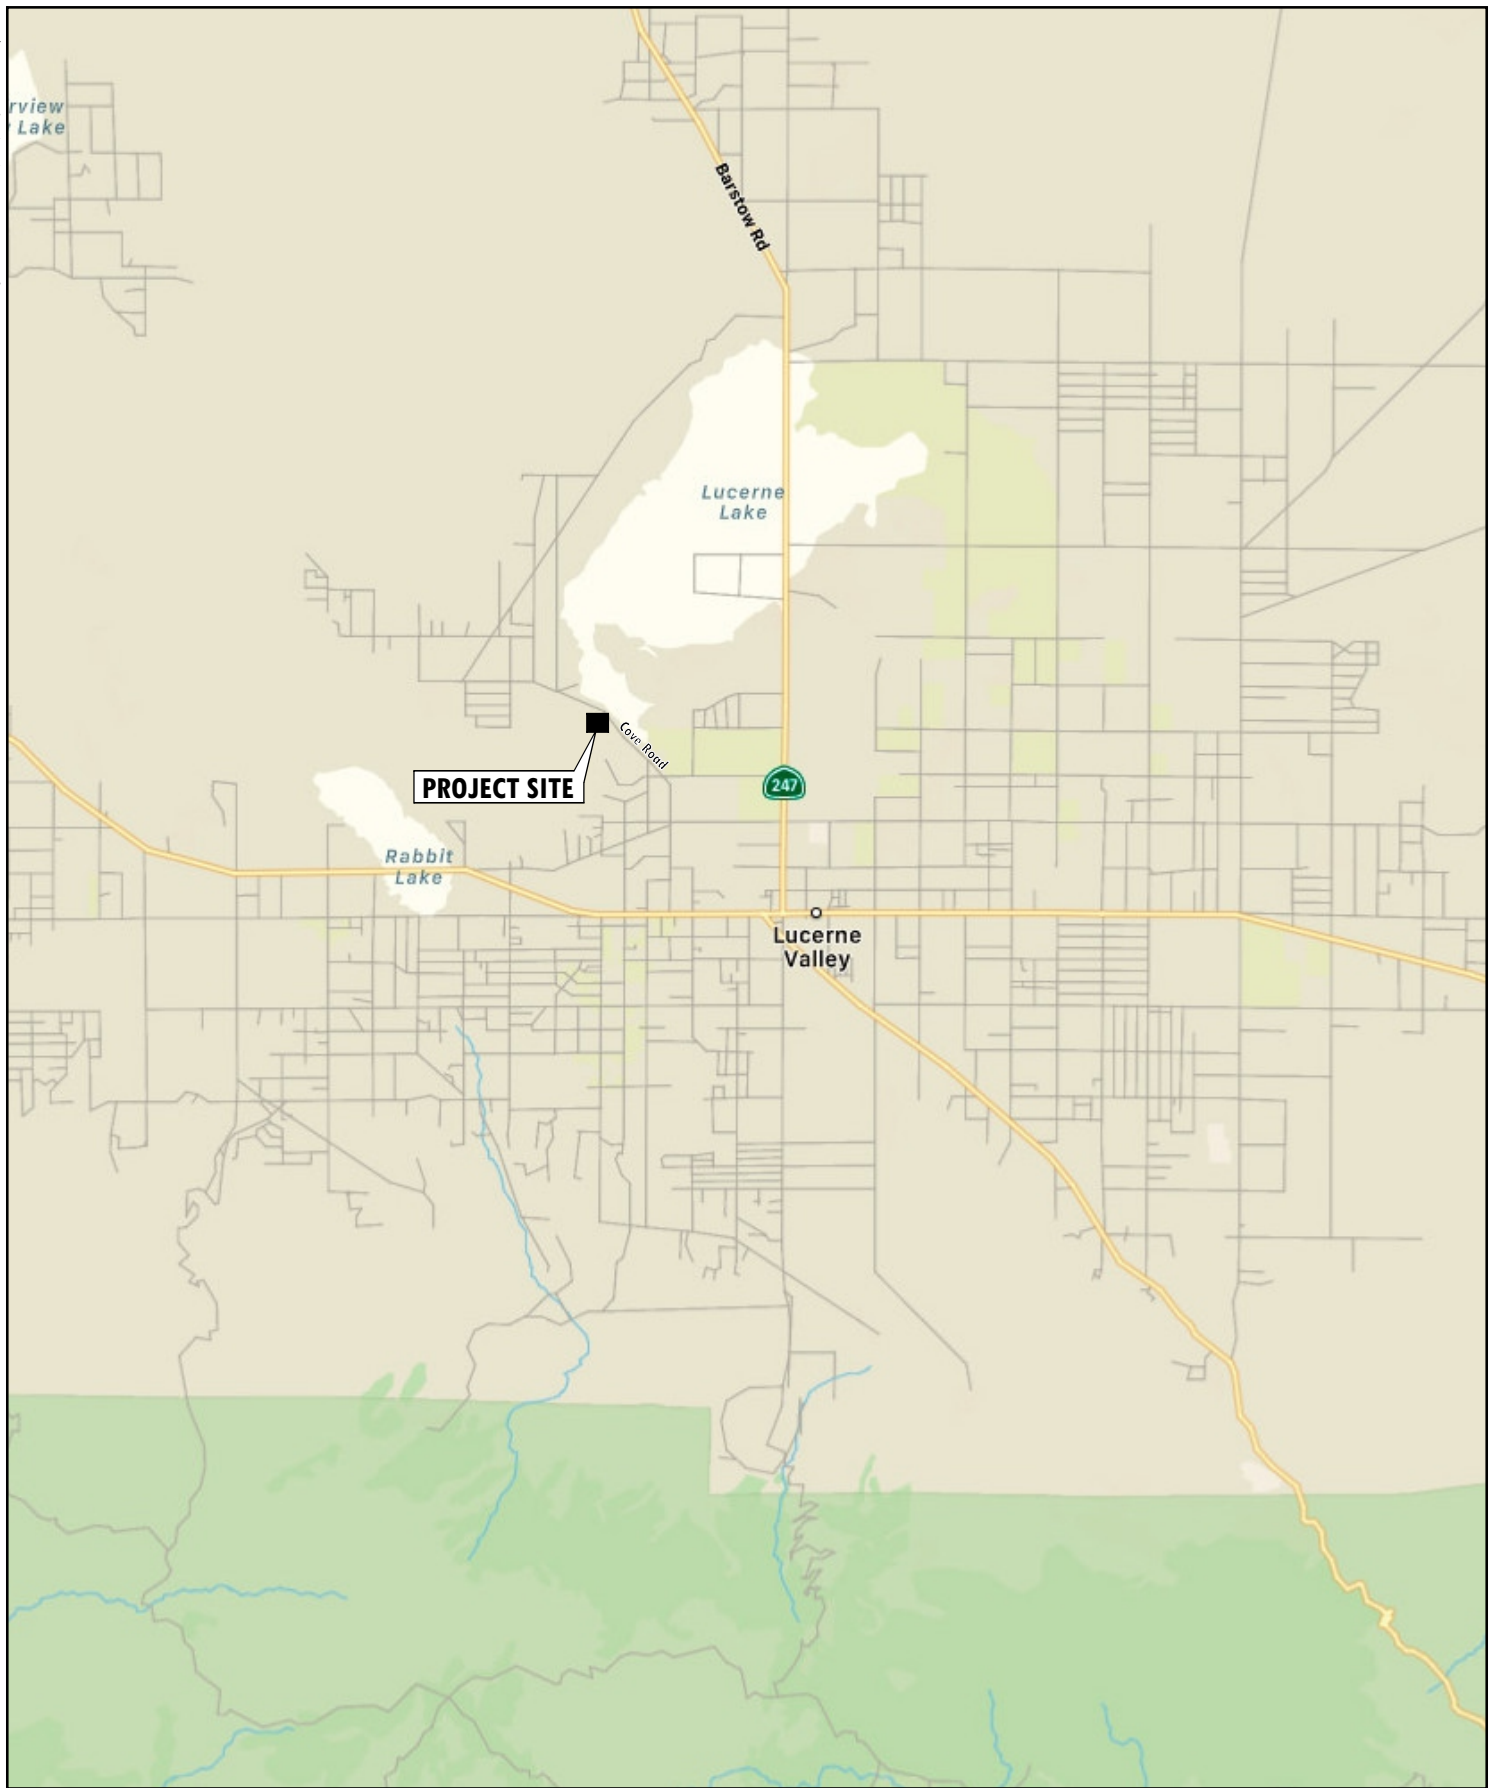 rview
Lake
Barstow Rd
Lucerne
Lake
Cove Road
PROJECT SITE
247
Rabbit
Lake
Lucerne
Valley